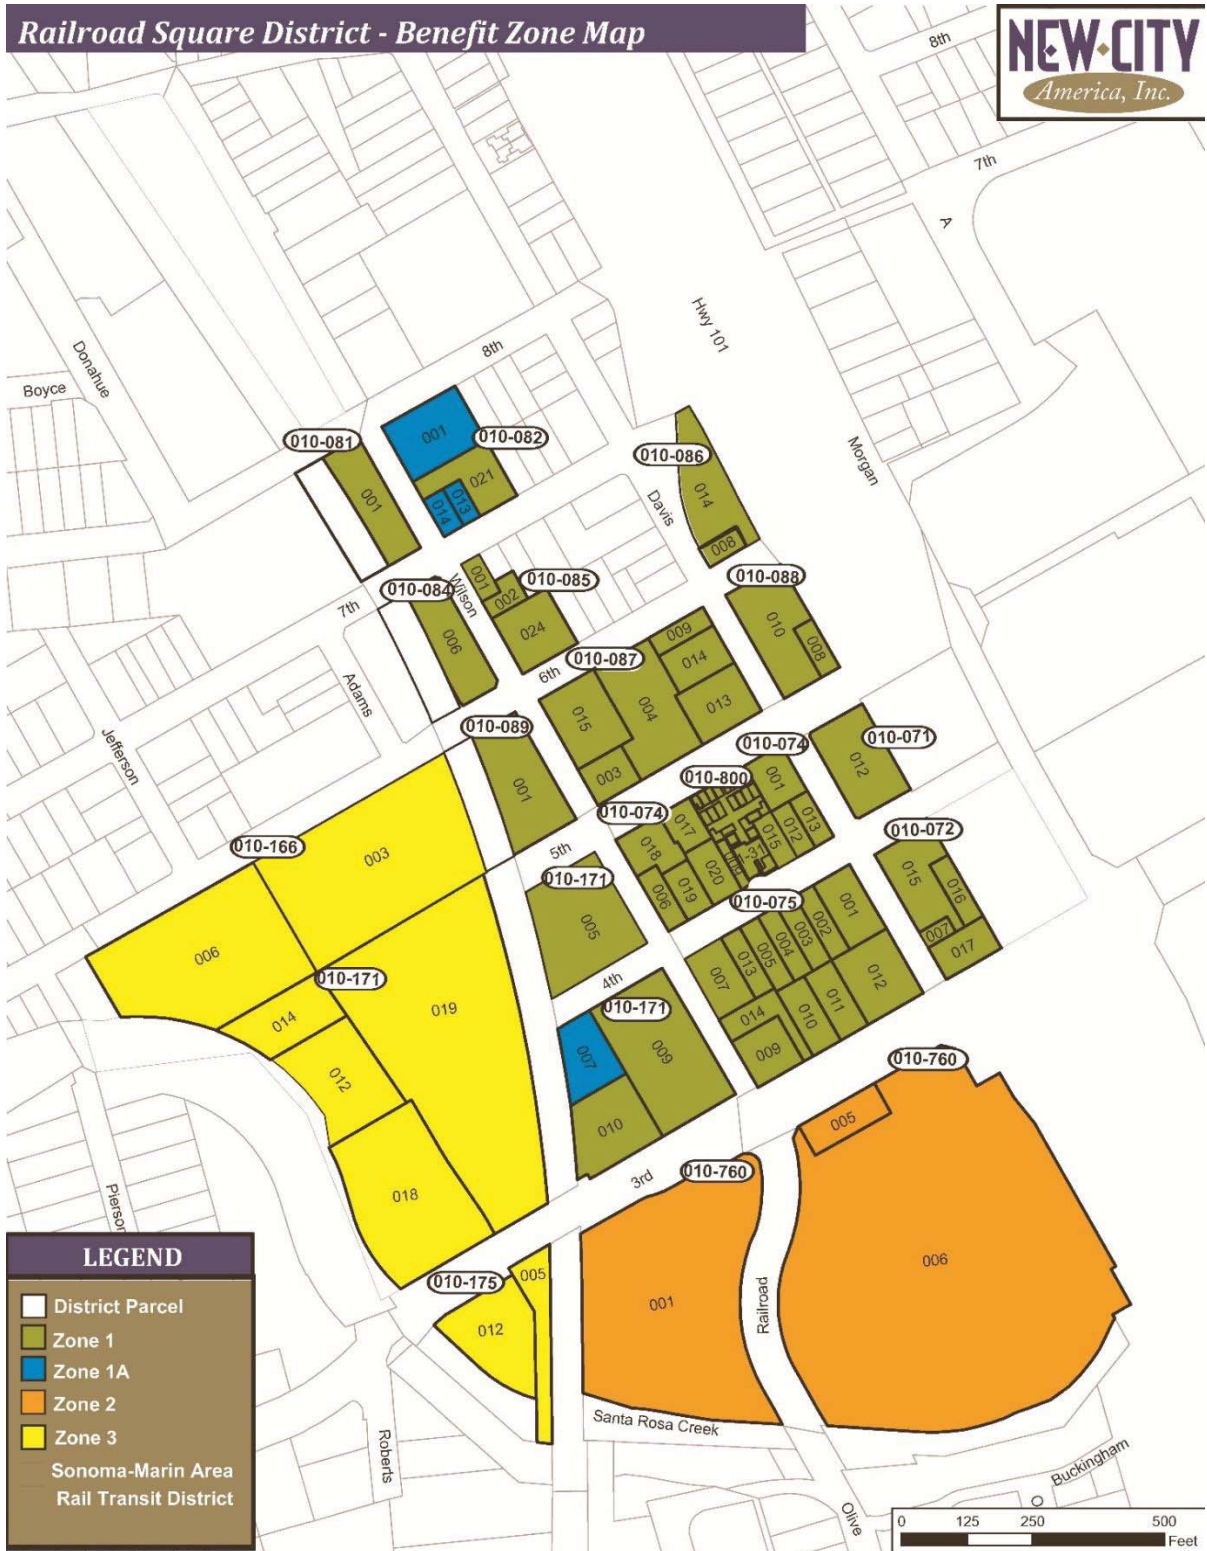 Railroad Square District - Benefit Zone Map
NEW CITY
America, Inc.
8th
7th
A
Hwy 101
Donahue
Boyce
8th
Morgan
010-081
001
001
010-082
021
013
014
010-086
014
008
Davis
7th
010-084
006
Wilson
001
002
010-085
024
010-088
010
008
6th
010-087
009
014
015
004
013
003
Adams
Jefferson
010-089
001
010-074
001
010-071
012
010-800
010-074
017
018
020
019
006
015
012
013
5th
010-166
003
006
010-171
005
010-072
015
016
007
017
010-075
001
002
003
004
005
013
007
014
009
010
011
012
4th
010-171
014
019
012
018
010-171
007
009
010
3rd
010-760
005
006
010-760
001
Railroad
010-175
005
012
Pierson
Roberts
Santa Rosa Creek
Olive
Buckingham
O
LEGEND
District Parcel
Zone 1
Zone 1A
Zone 2
Zone 3
Sonoma-Marin Area
Rail Transit District
0 125 250 500
Feet